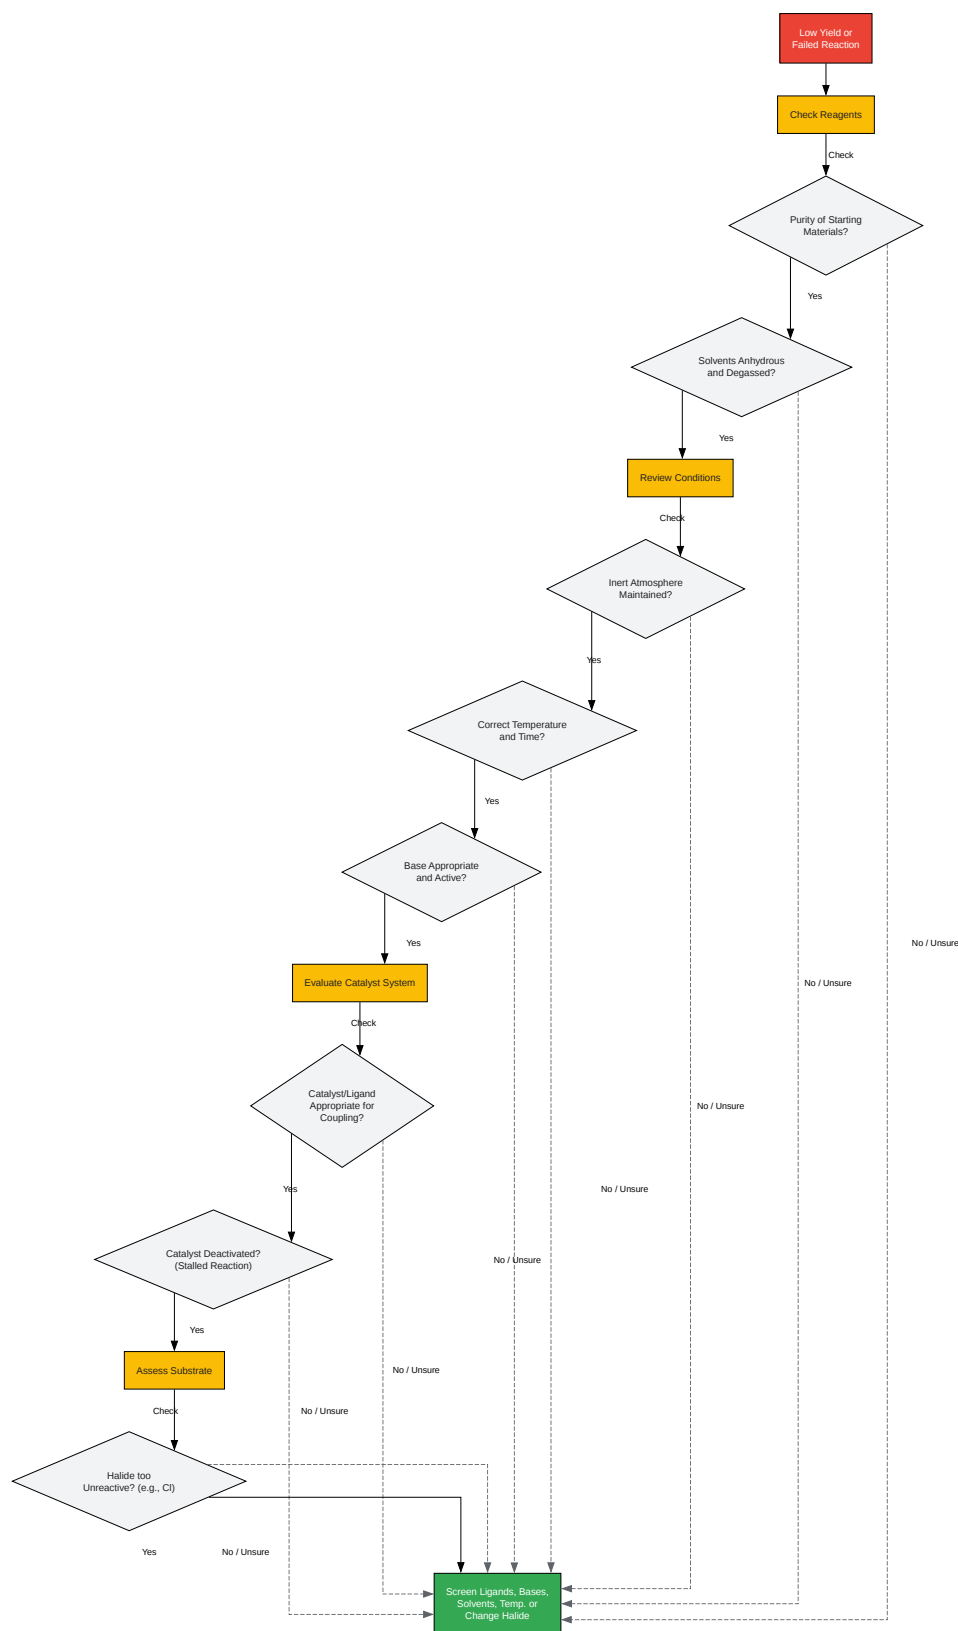 Low Yield or
Failed Reaction
Check Reagents
Check
Purity of Starting
Materials?
Yes
Solvents Anhydrous
and Degassed?
Yes
Review Conditions
Check
Inert Atmosphere
Maintained?
Yes
Correct Temperature
and Time?
Yes
Base Appropriate
and Active?
Yes
No / Unsure
Evaluate Catalyst System
No / Unsure
Check
Catalyst/Ligand
Appropriate for
Coupling?
No / Unsure
Yes
No / Unsure
Catalyst Deactivated?
(Stalled Reaction)
No / Unsure
Yes
Assess Substrate
No / Unsure
Check
No / Unsure
Halide too
Unreactive? (e.g., Cl)
Yes
No / Unsure
Screen Ligands, Bases,
Solvents, Temp. or
Change Halide